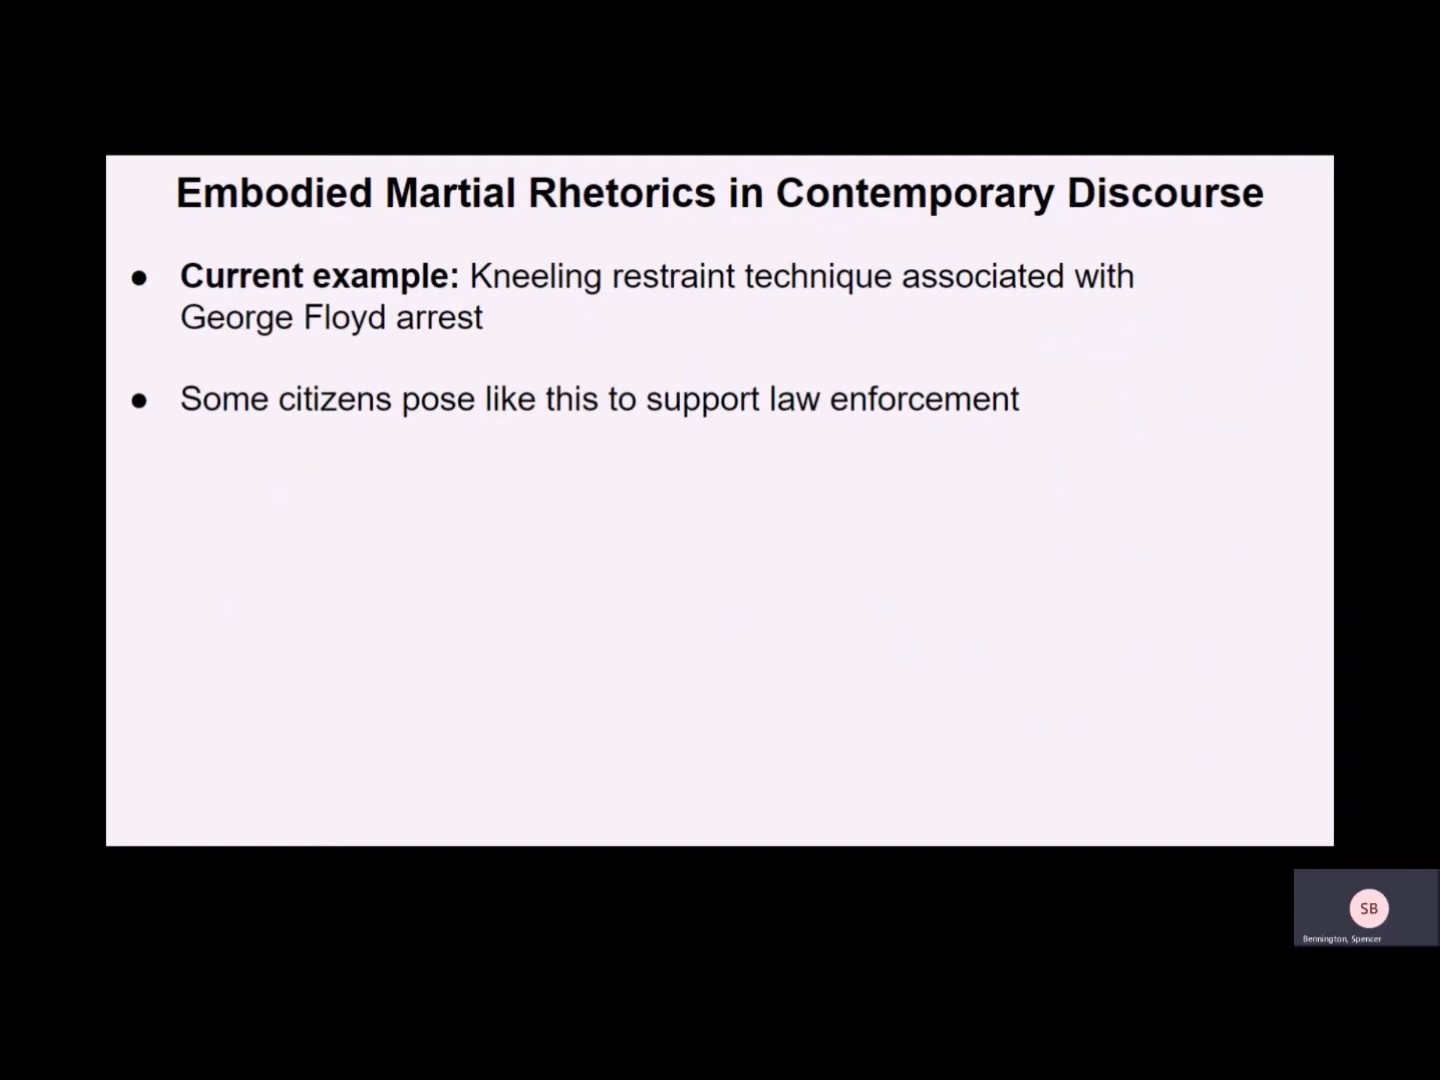 Embodied Martial Rhetorics in Contemporary Discourse
● Current example: Kneeling restraint technique associated with
George Floyd arrest
● Some citizens pose like this to support law enforcement
SB
Bennington, Spencer